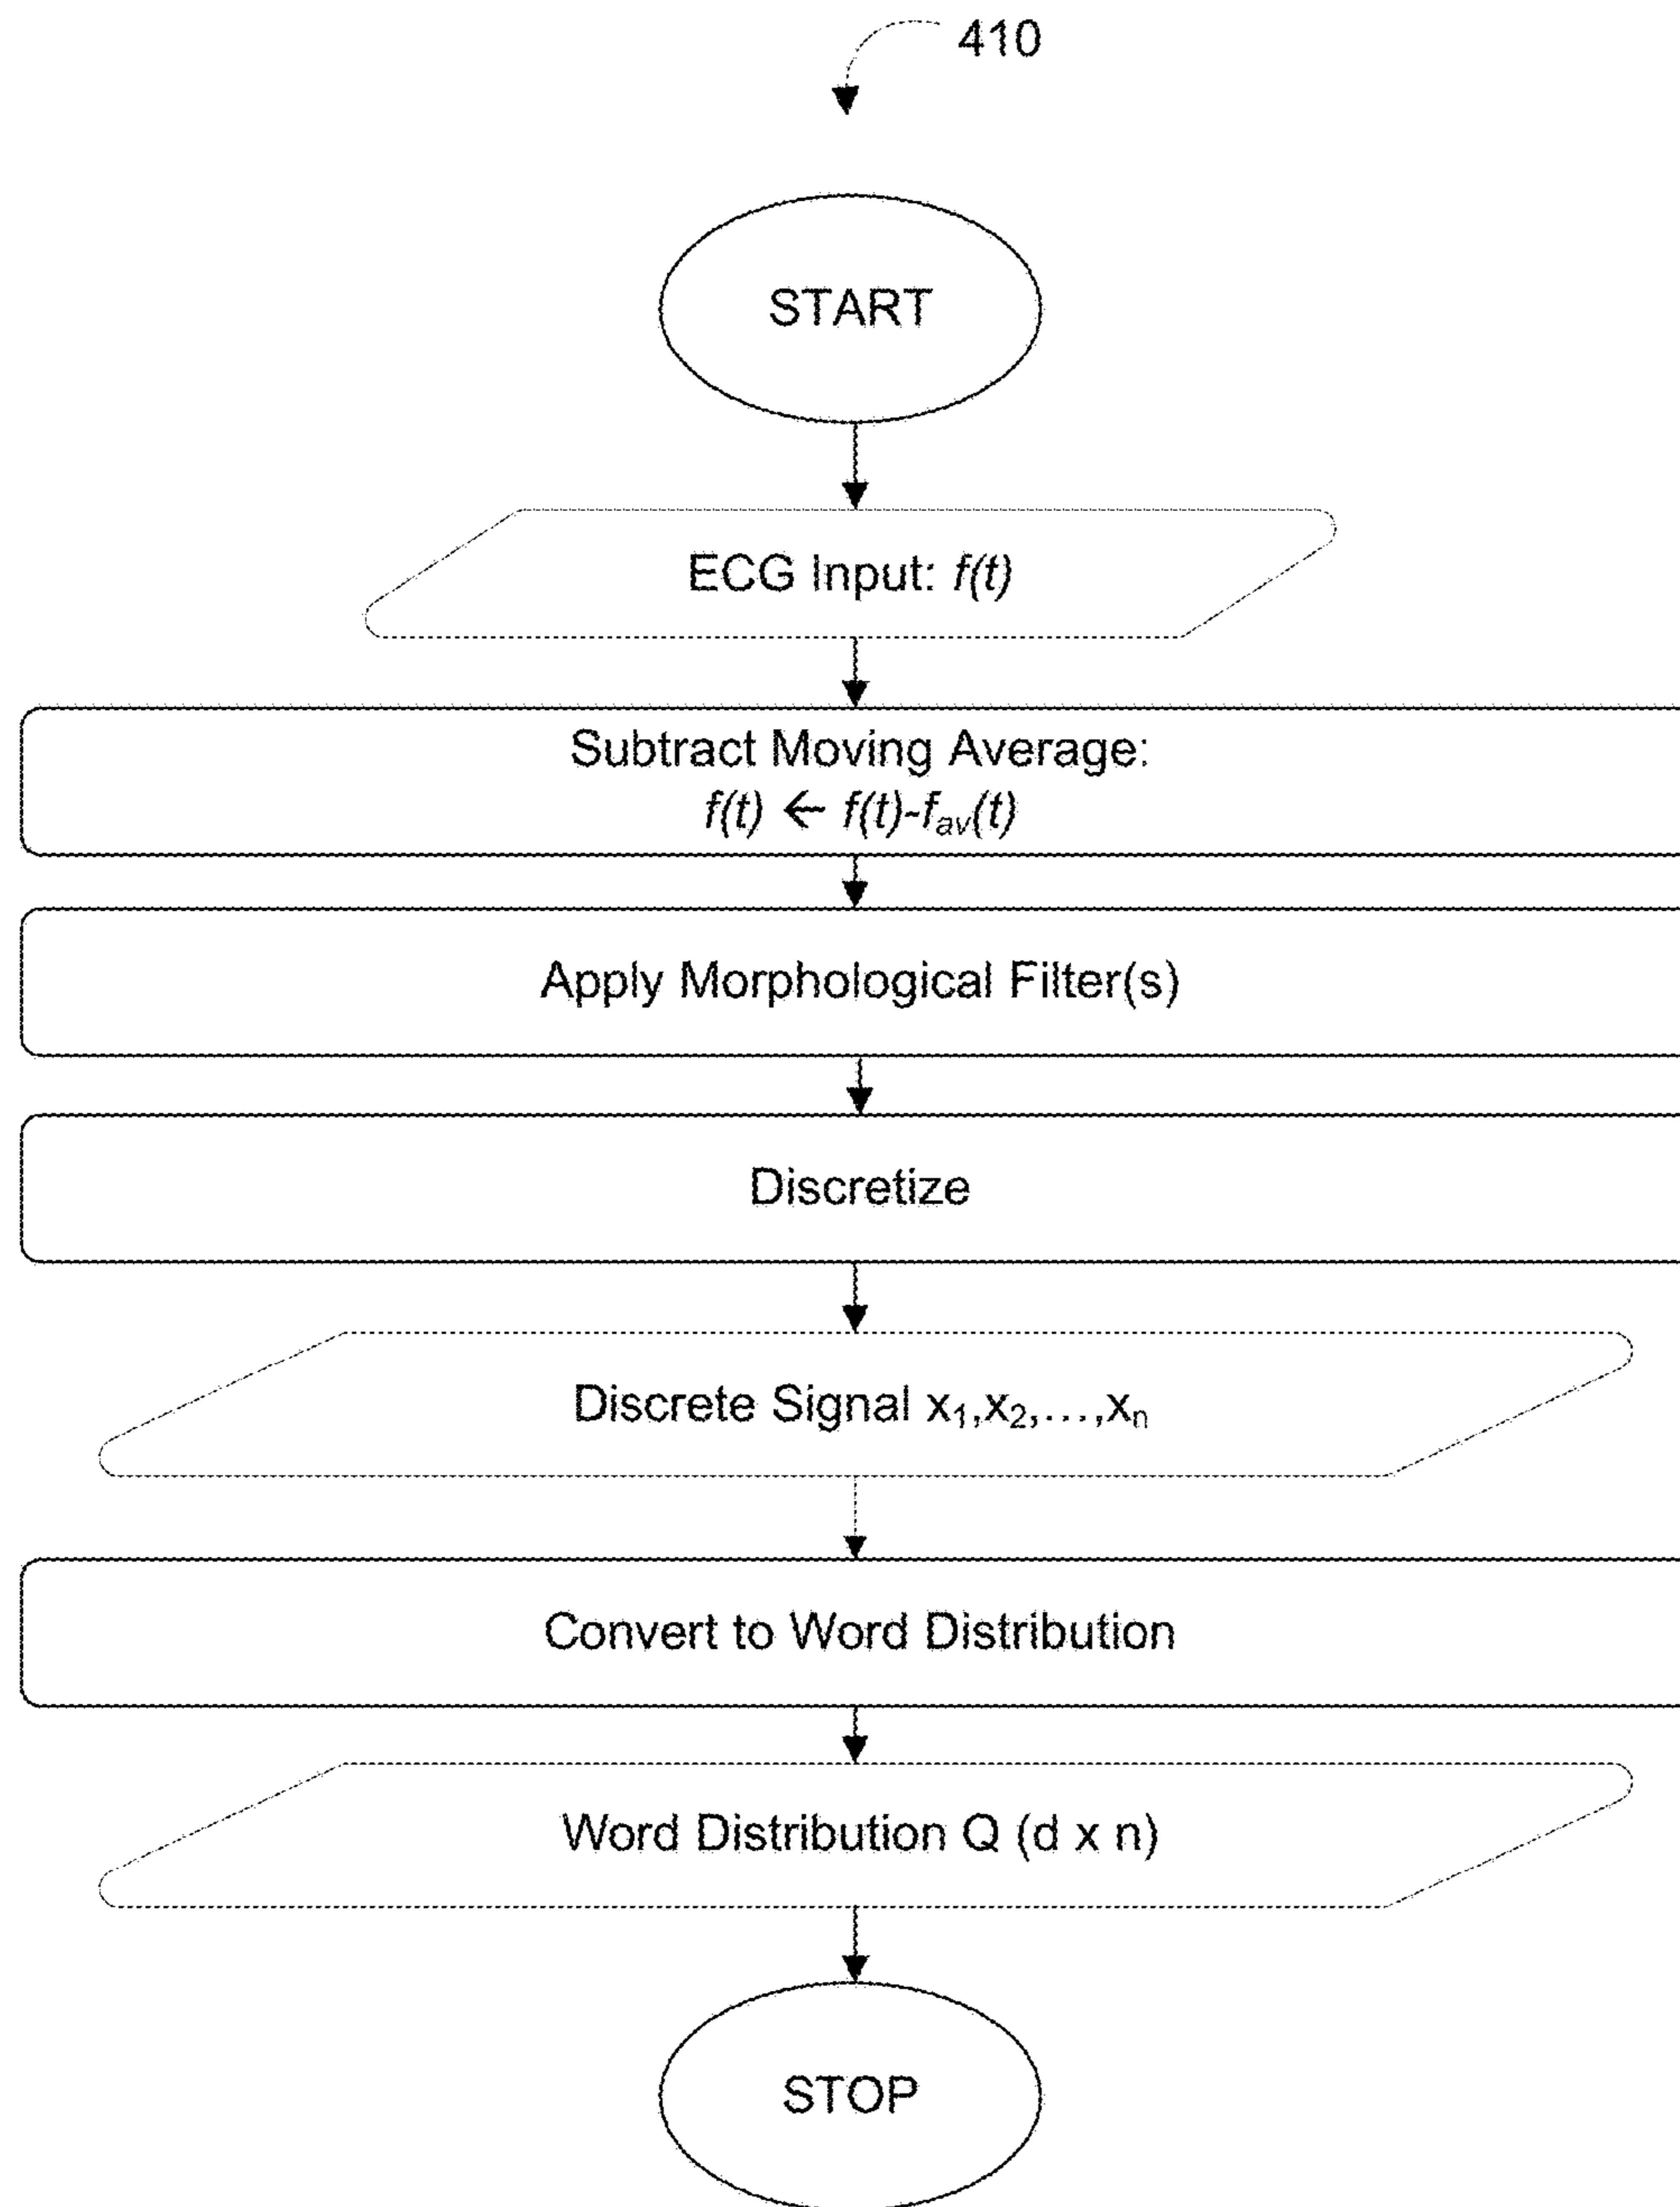 410
START
ECG Input: f(t)
Subtract Moving Average:
f(t) ← f(t)-fav(t)
Apply Morphological Filter(s)
Discretize
Discrete Signal x₁,x₂,...,xₙ
Convert to Word Distribution
Word Distribution Q (d x n)
STOP